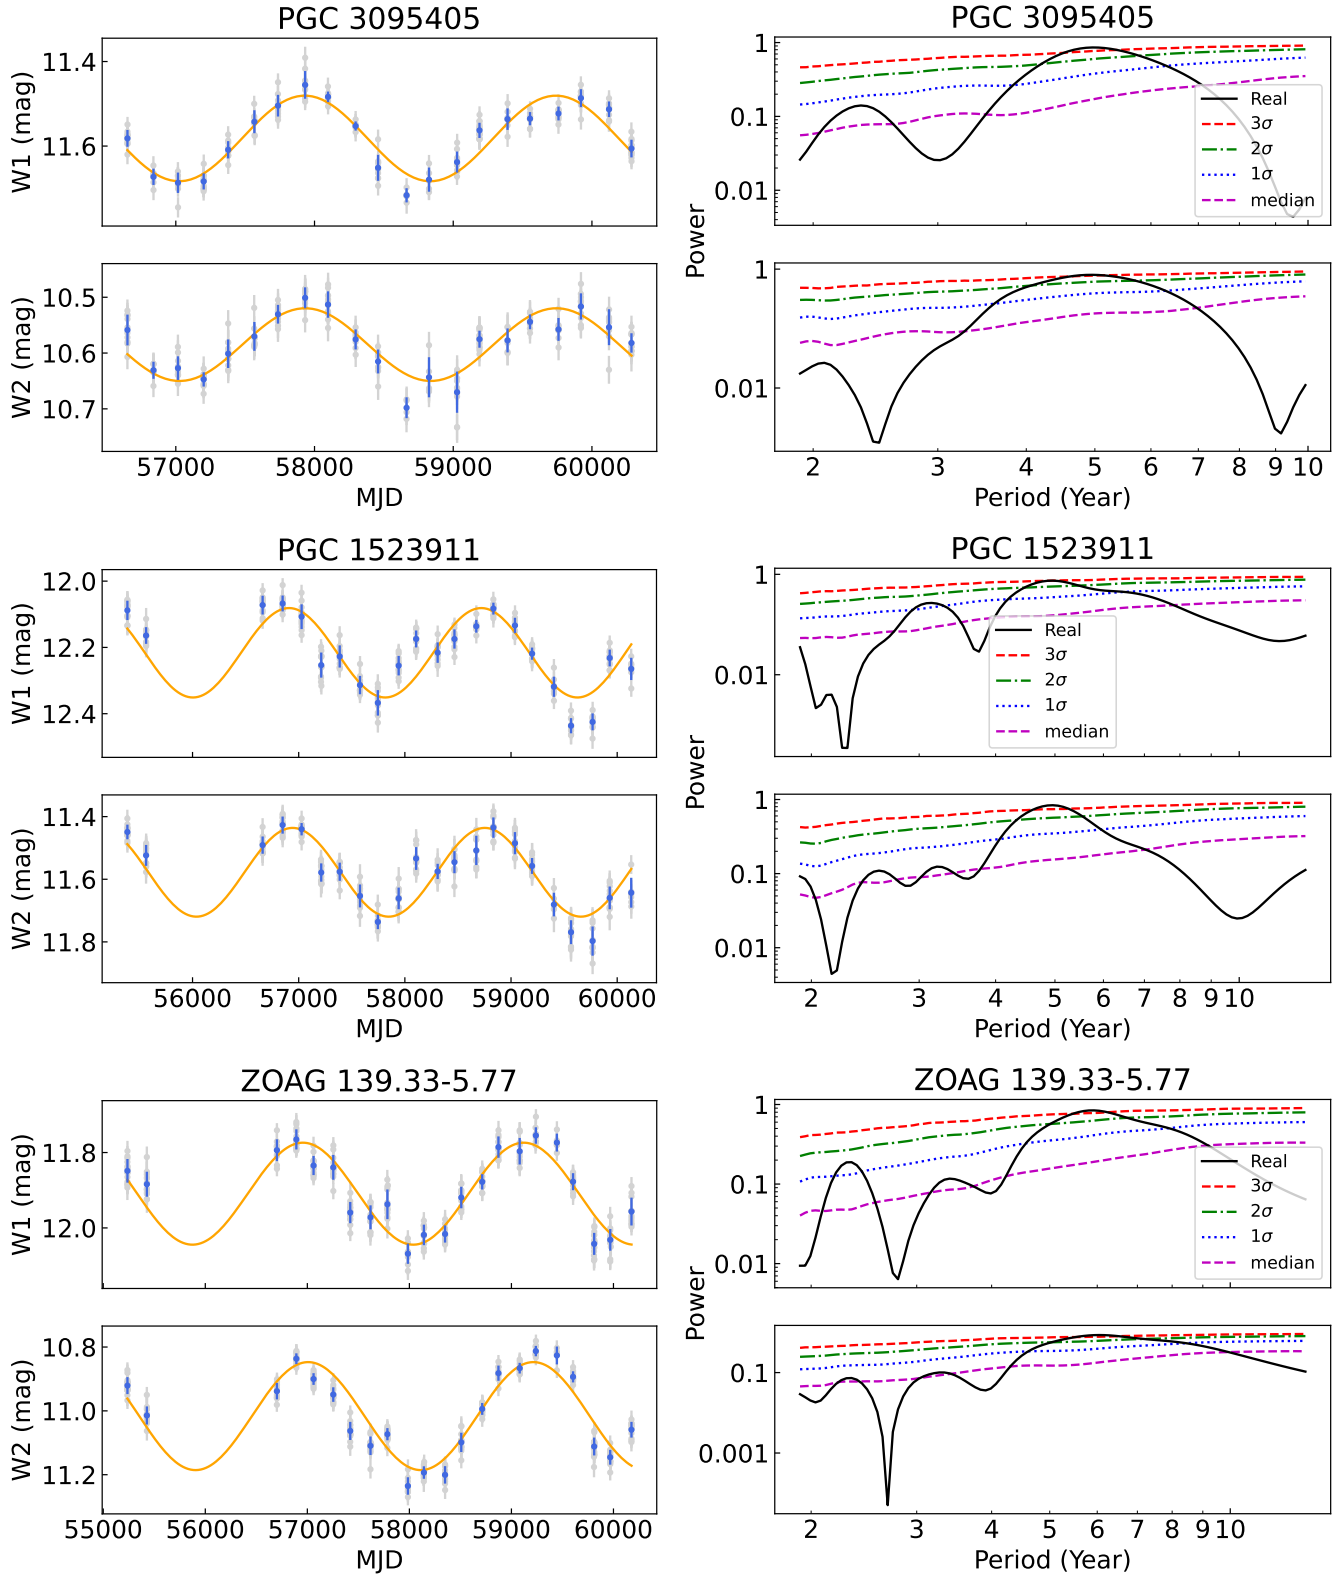 PGC 3095405
W1 (mag)
11.4
11.6
W2 (mag)
10.5
10.6
10.7
57000 58000 59000 60000
MJD
PGC 3095405
Power
1
0.1
0.01
Real
3σ
2σ
1σ
median
1
0.01
2 3 4 5 6 7 8 9 10
Period (Year)
PGC 1523911
W1 (mag)
12.0
12.2
12.4
W2 (mag)
11.4
11.6
11.8
56000 57000 58000 59000 60000
MJD
PGC 1523911
Power
1
0.01
Real
3σ
2σ
1σ
median
1
0.1
0.01
2 3 4 5 6 7 8 9 10
Period (Year)
ZOAG 139.33-5.77
W1 (mag)
11.8
12.0
W2 (mag)
10.8
11.0
11.2
55000 56000 57000 58000 59000 60000
MJD
ZOAG 139.33-5.77
Power
1
0.1
0.01
Real
3σ
2σ
1σ
median
0.1
0.001
2 3 4 5 6 7 8 9 10
Period (Year)